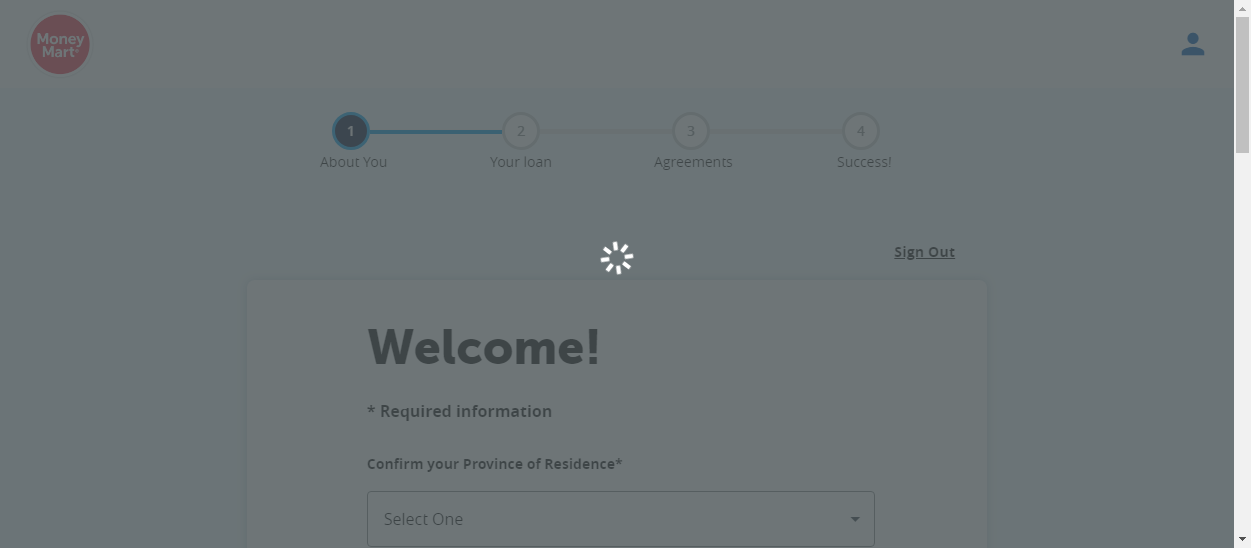 Money
Mart
1
2
3
4
About You
Your loan
Agreements
Success!
Sign Out
Welcome!
* Required information
Confirm your Province of Residence*
Select One